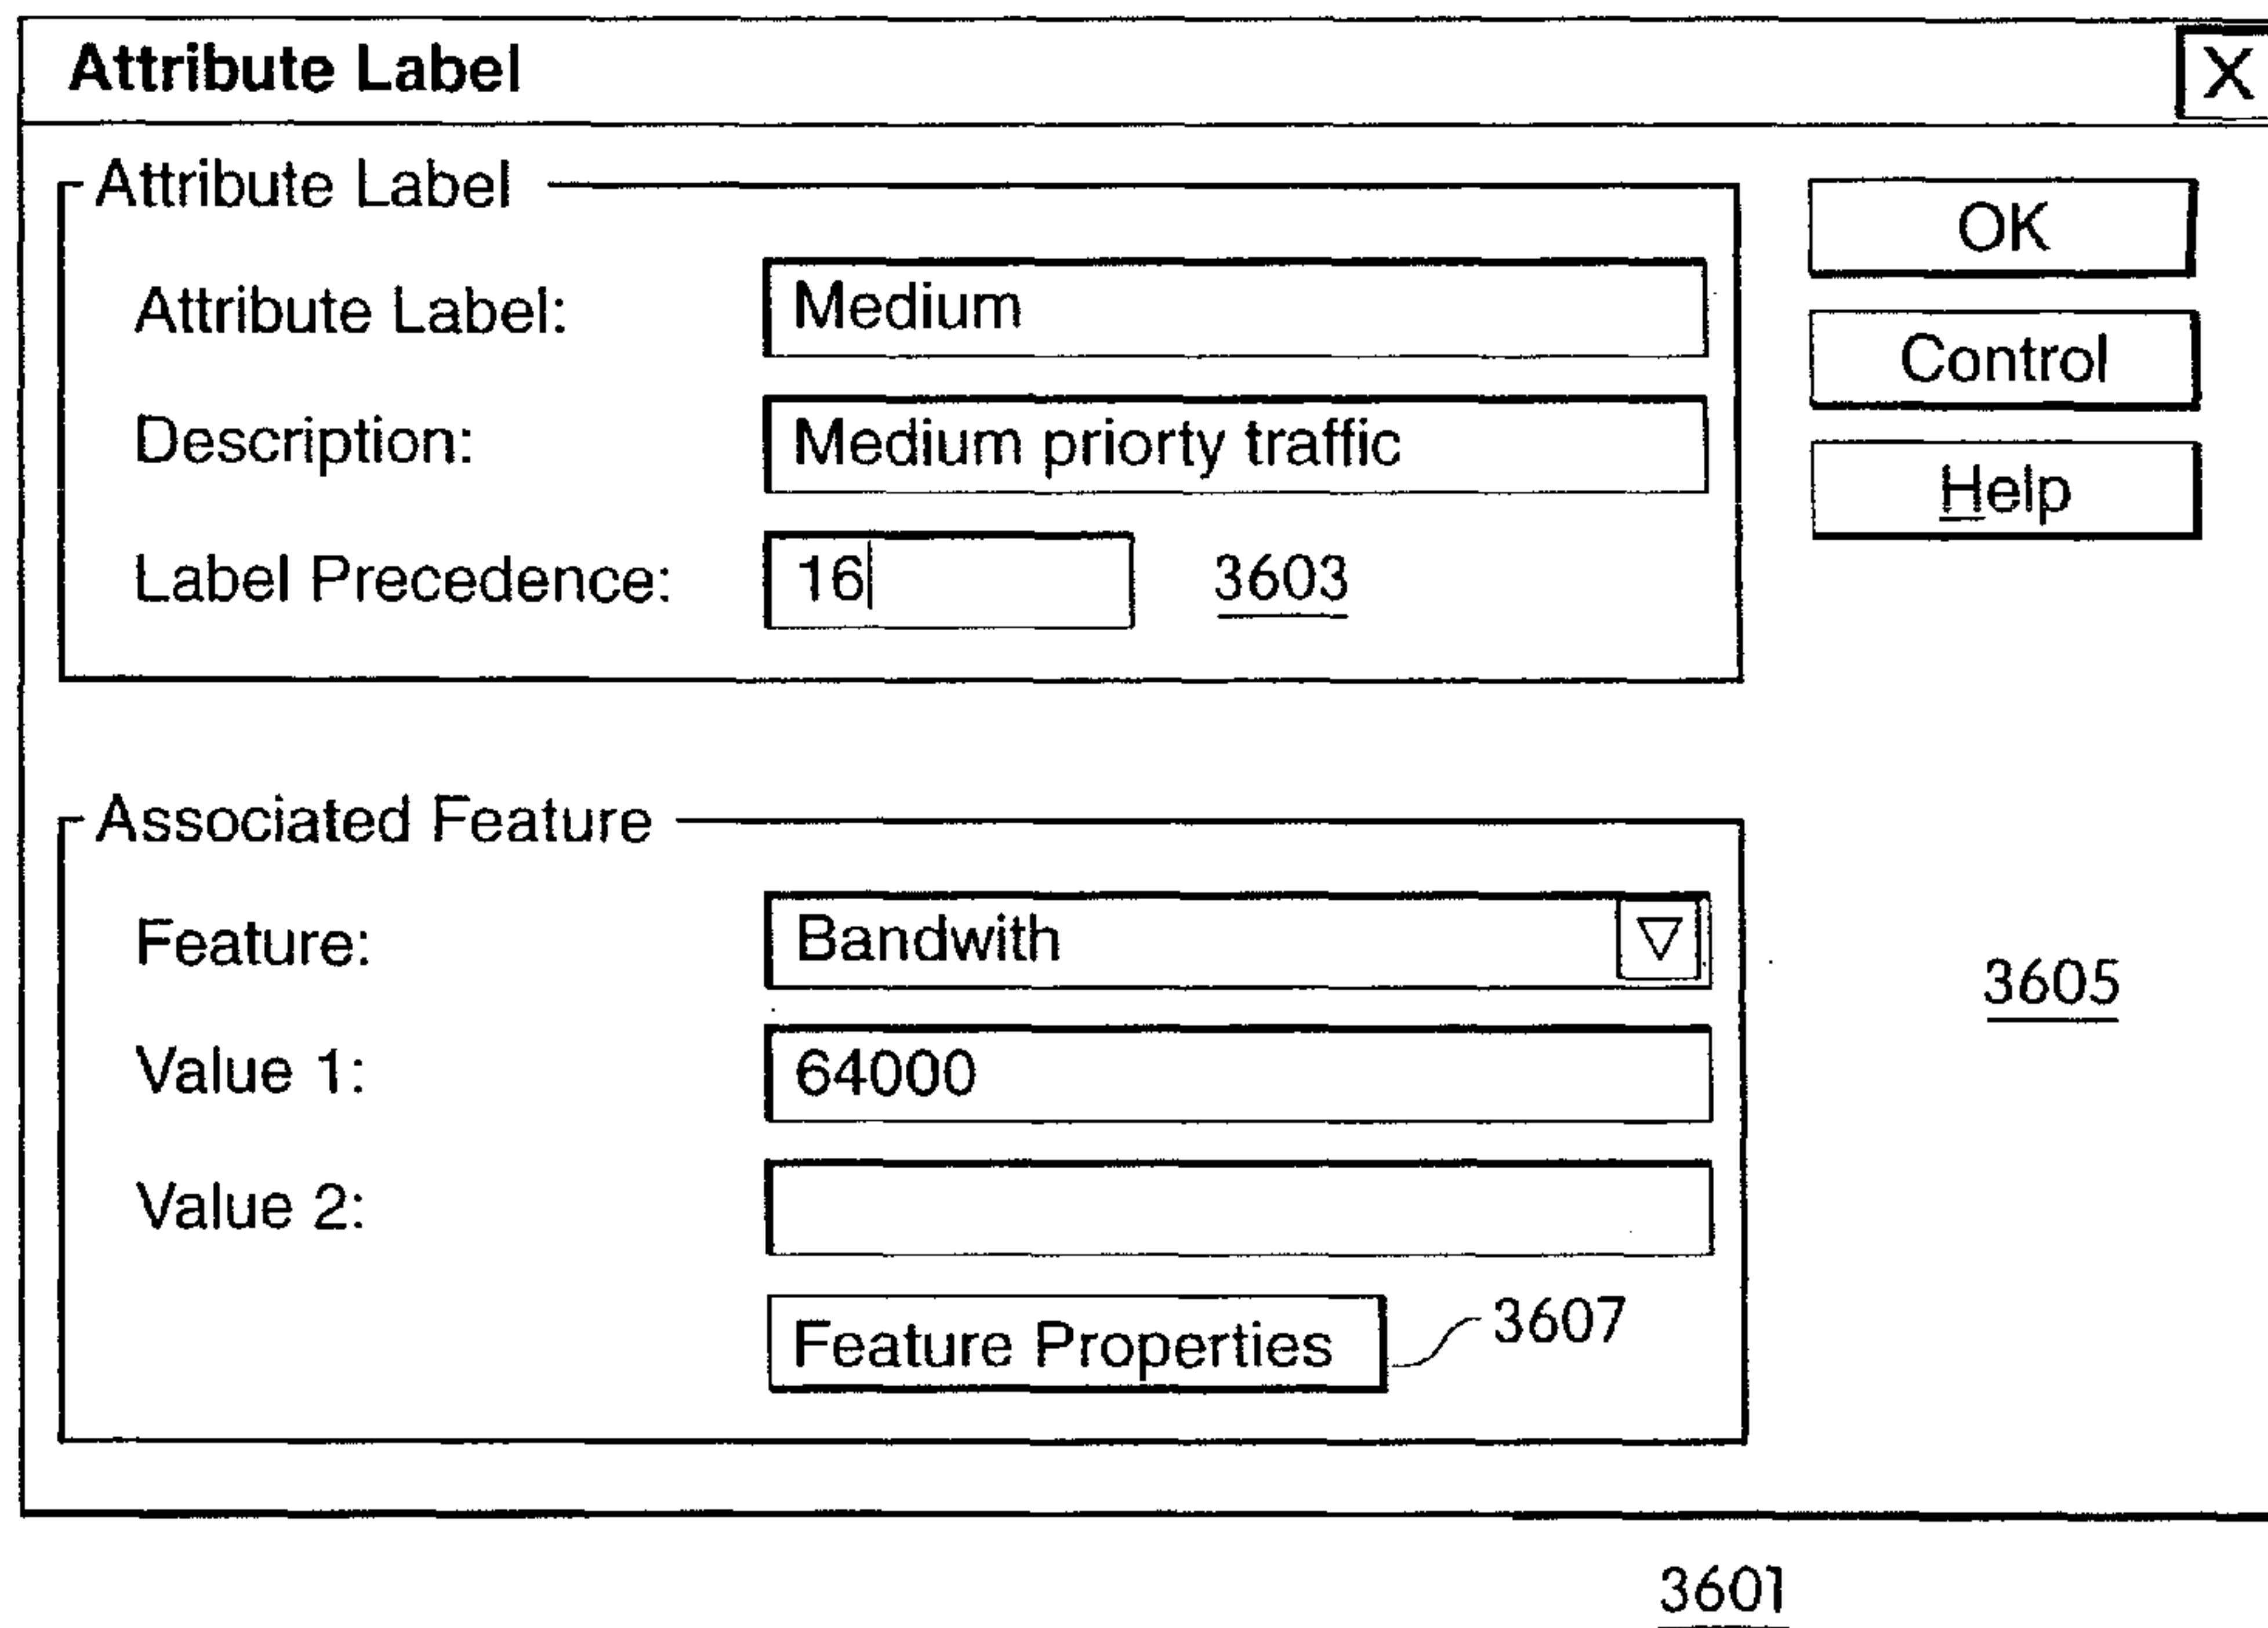 Attribute Label X
Attribute Label
Attribute Label: Medium
Description: Medium priorty traffic
Label Precedence: 16 3603
OK
Control
Help
Associated Feature
Feature: Bandwith
3605
Value 1: 64000
Value 2:
Feature Properties 3607
3601